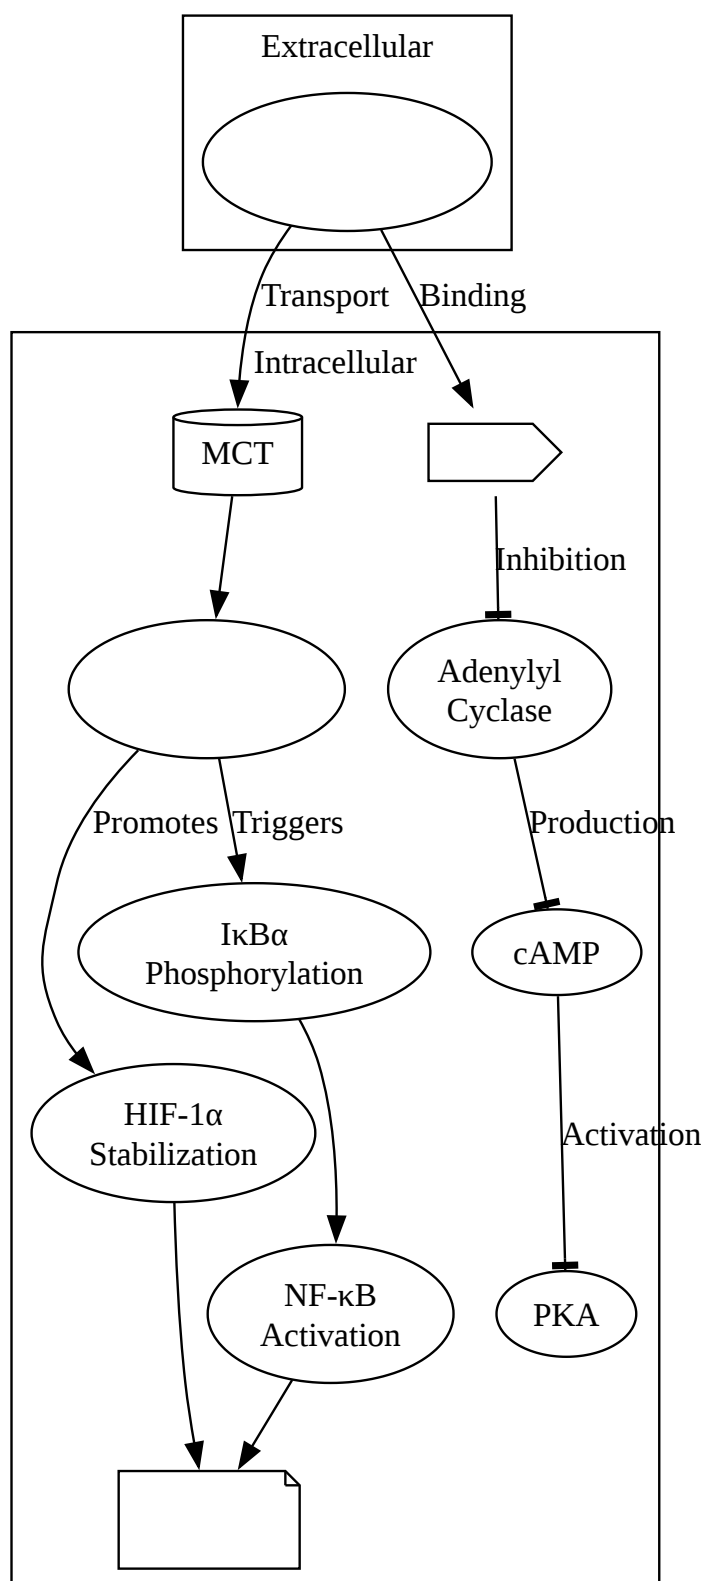 Extracellular
Transport
Binding
Intracellular
MCT
Inhibition
Adenylyl
Cyclase
Promotes
Triggers
Production
IκBα
Phosphorylation
cAMP
HIF-1α
Stabilization
Activation
NF-κB
Activation
PKA